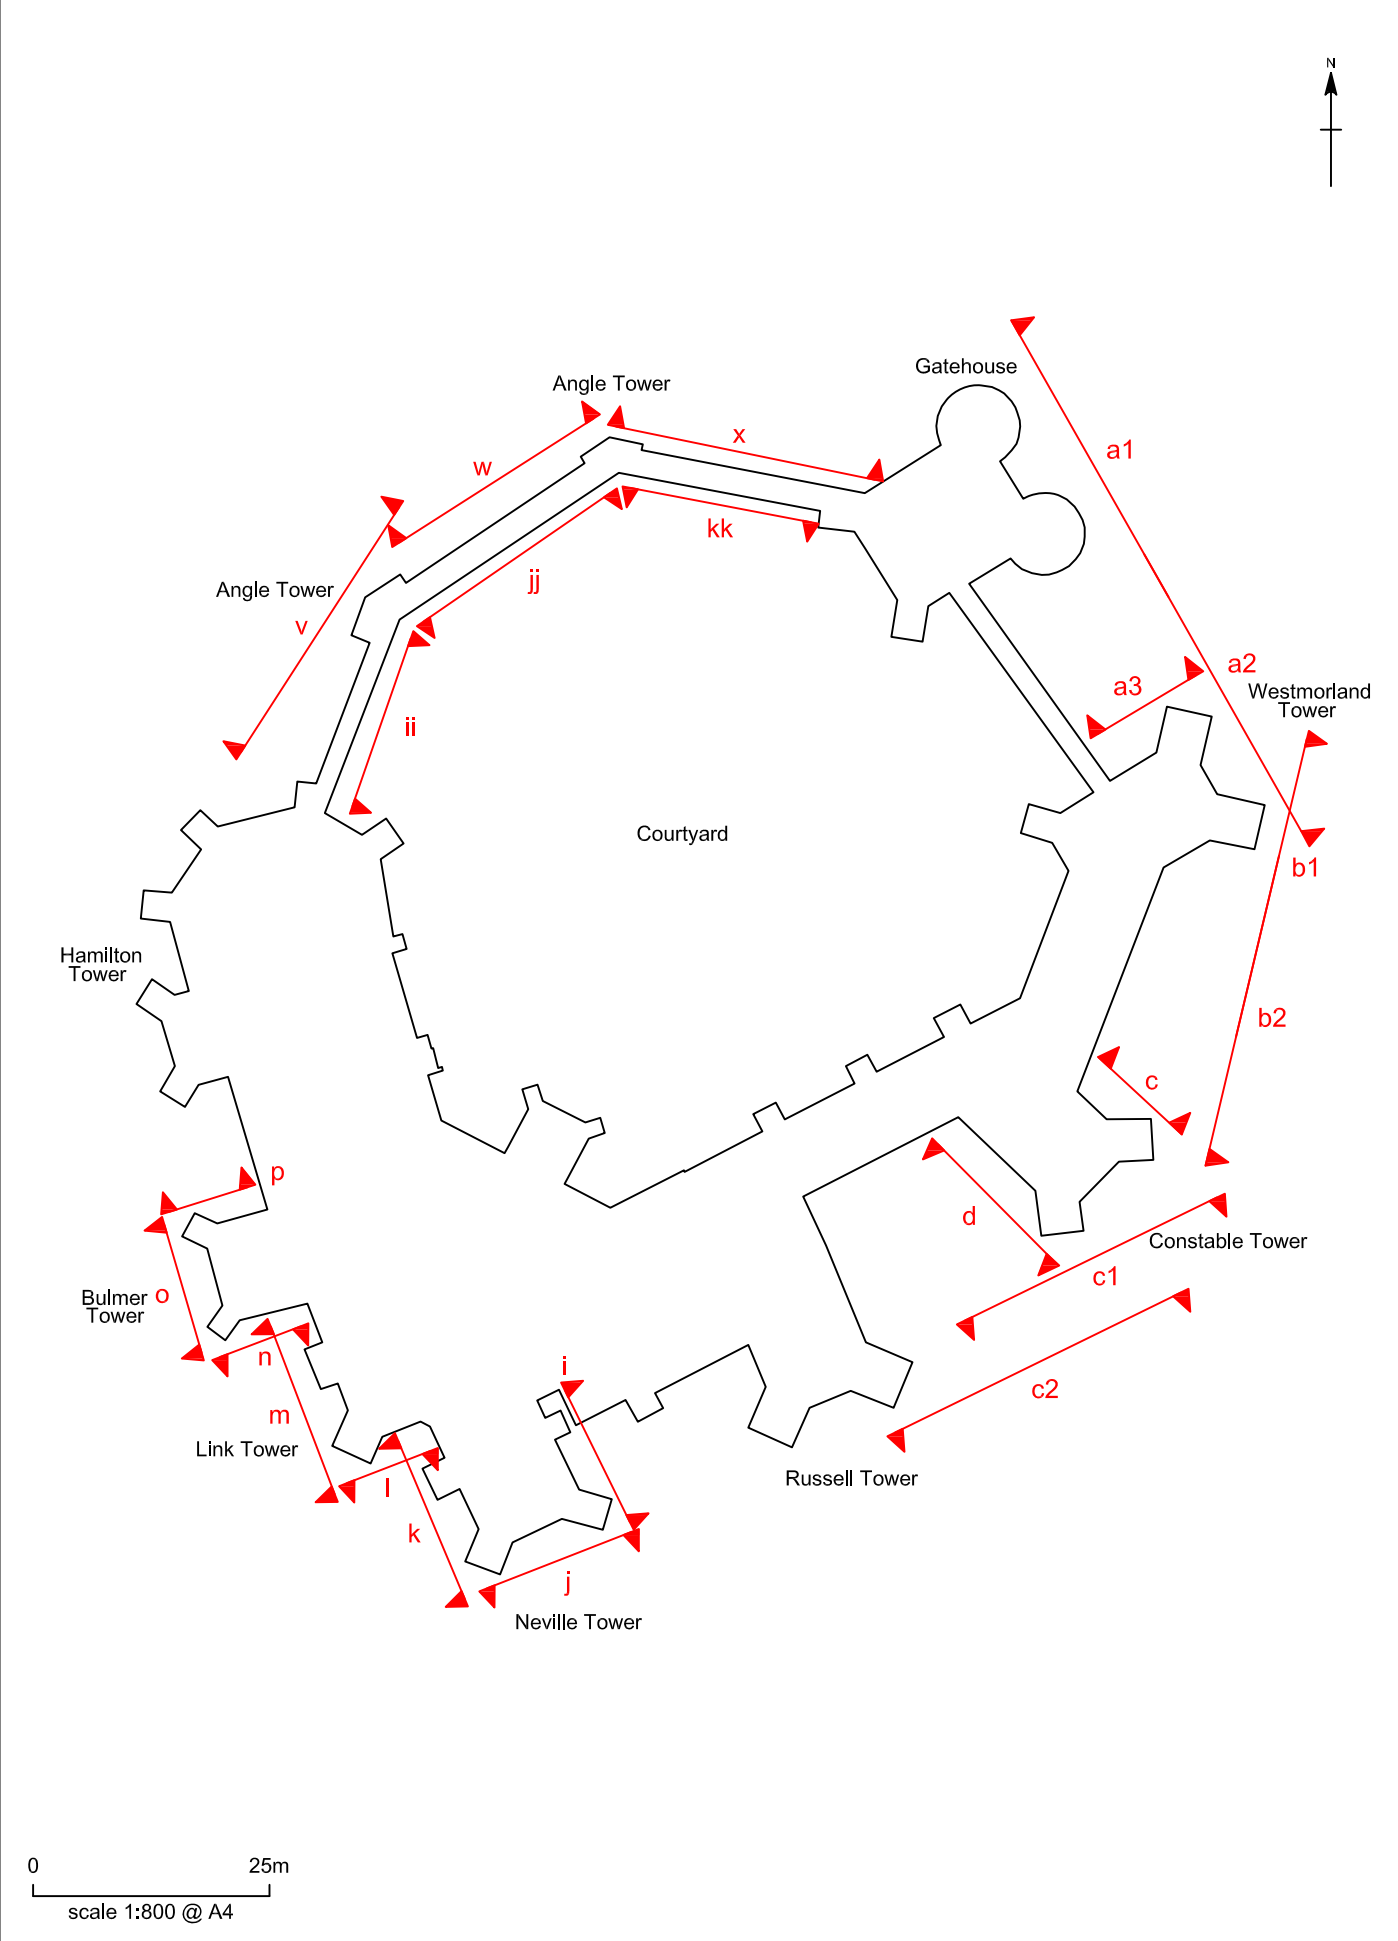 N
Gatehouse
Angle Tower
x
a1
w
kk
jj
Angle Tower
v
a2
a3
Westmorland
Tower
ii
Courtyard
b1
Hamilton
Tower
b2
c
p
d
Constable Tower
c1
Bulmer
Tower
o
n
i
c2
m
Link Tower
Russell Tower
l
k
j
Neville Tower
0
25m
scale 1:800 @ A4